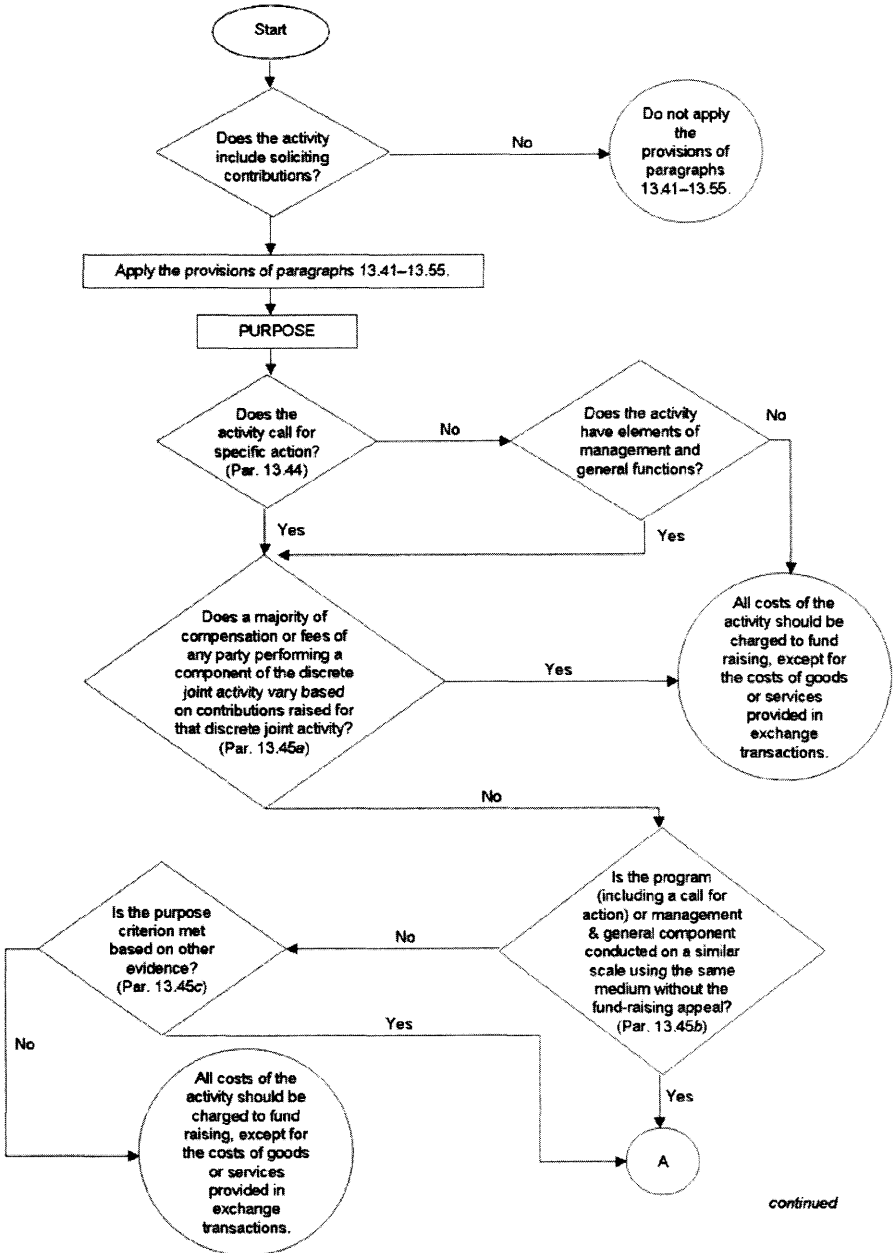 Start
Does the activity
include soliciting
contributions?
No
Do not apply
the
provisions of
paragraphs
13.41–13.55.
Apply the provisions of paragraphs 13.41–13.55.
PURPOSE
Does the
activity call for
specific action?
(Par. 13.44)
No
Does the activity
have elements of
management and
general functions?
No
Yes
Yes
Does a majority of
compensation or fees of
any party performing a
component of the discrete
joint activity vary based
on contributions raised for
that discrete joint activity?
(Par. 13.45a)
Yes
All costs of the
activity should be
charged to fund
raising, except for
the costs of goods
or services
provided in
exchange
transactions.
No
Is the program
(including a call for
action) or management
& general component
conducted on a similar
scale using the same
medium without the
fund-raising appeal?
(Par. 13.45b)
No
Is the purpose
criterion met
based on other
evidence?
(Par. 13.45c)
Yes
No
All costs of the
activity should be
charged to fund
raising, except for
the costs of goods
or services
provided in
exchange
transactions.
Yes
A
continued